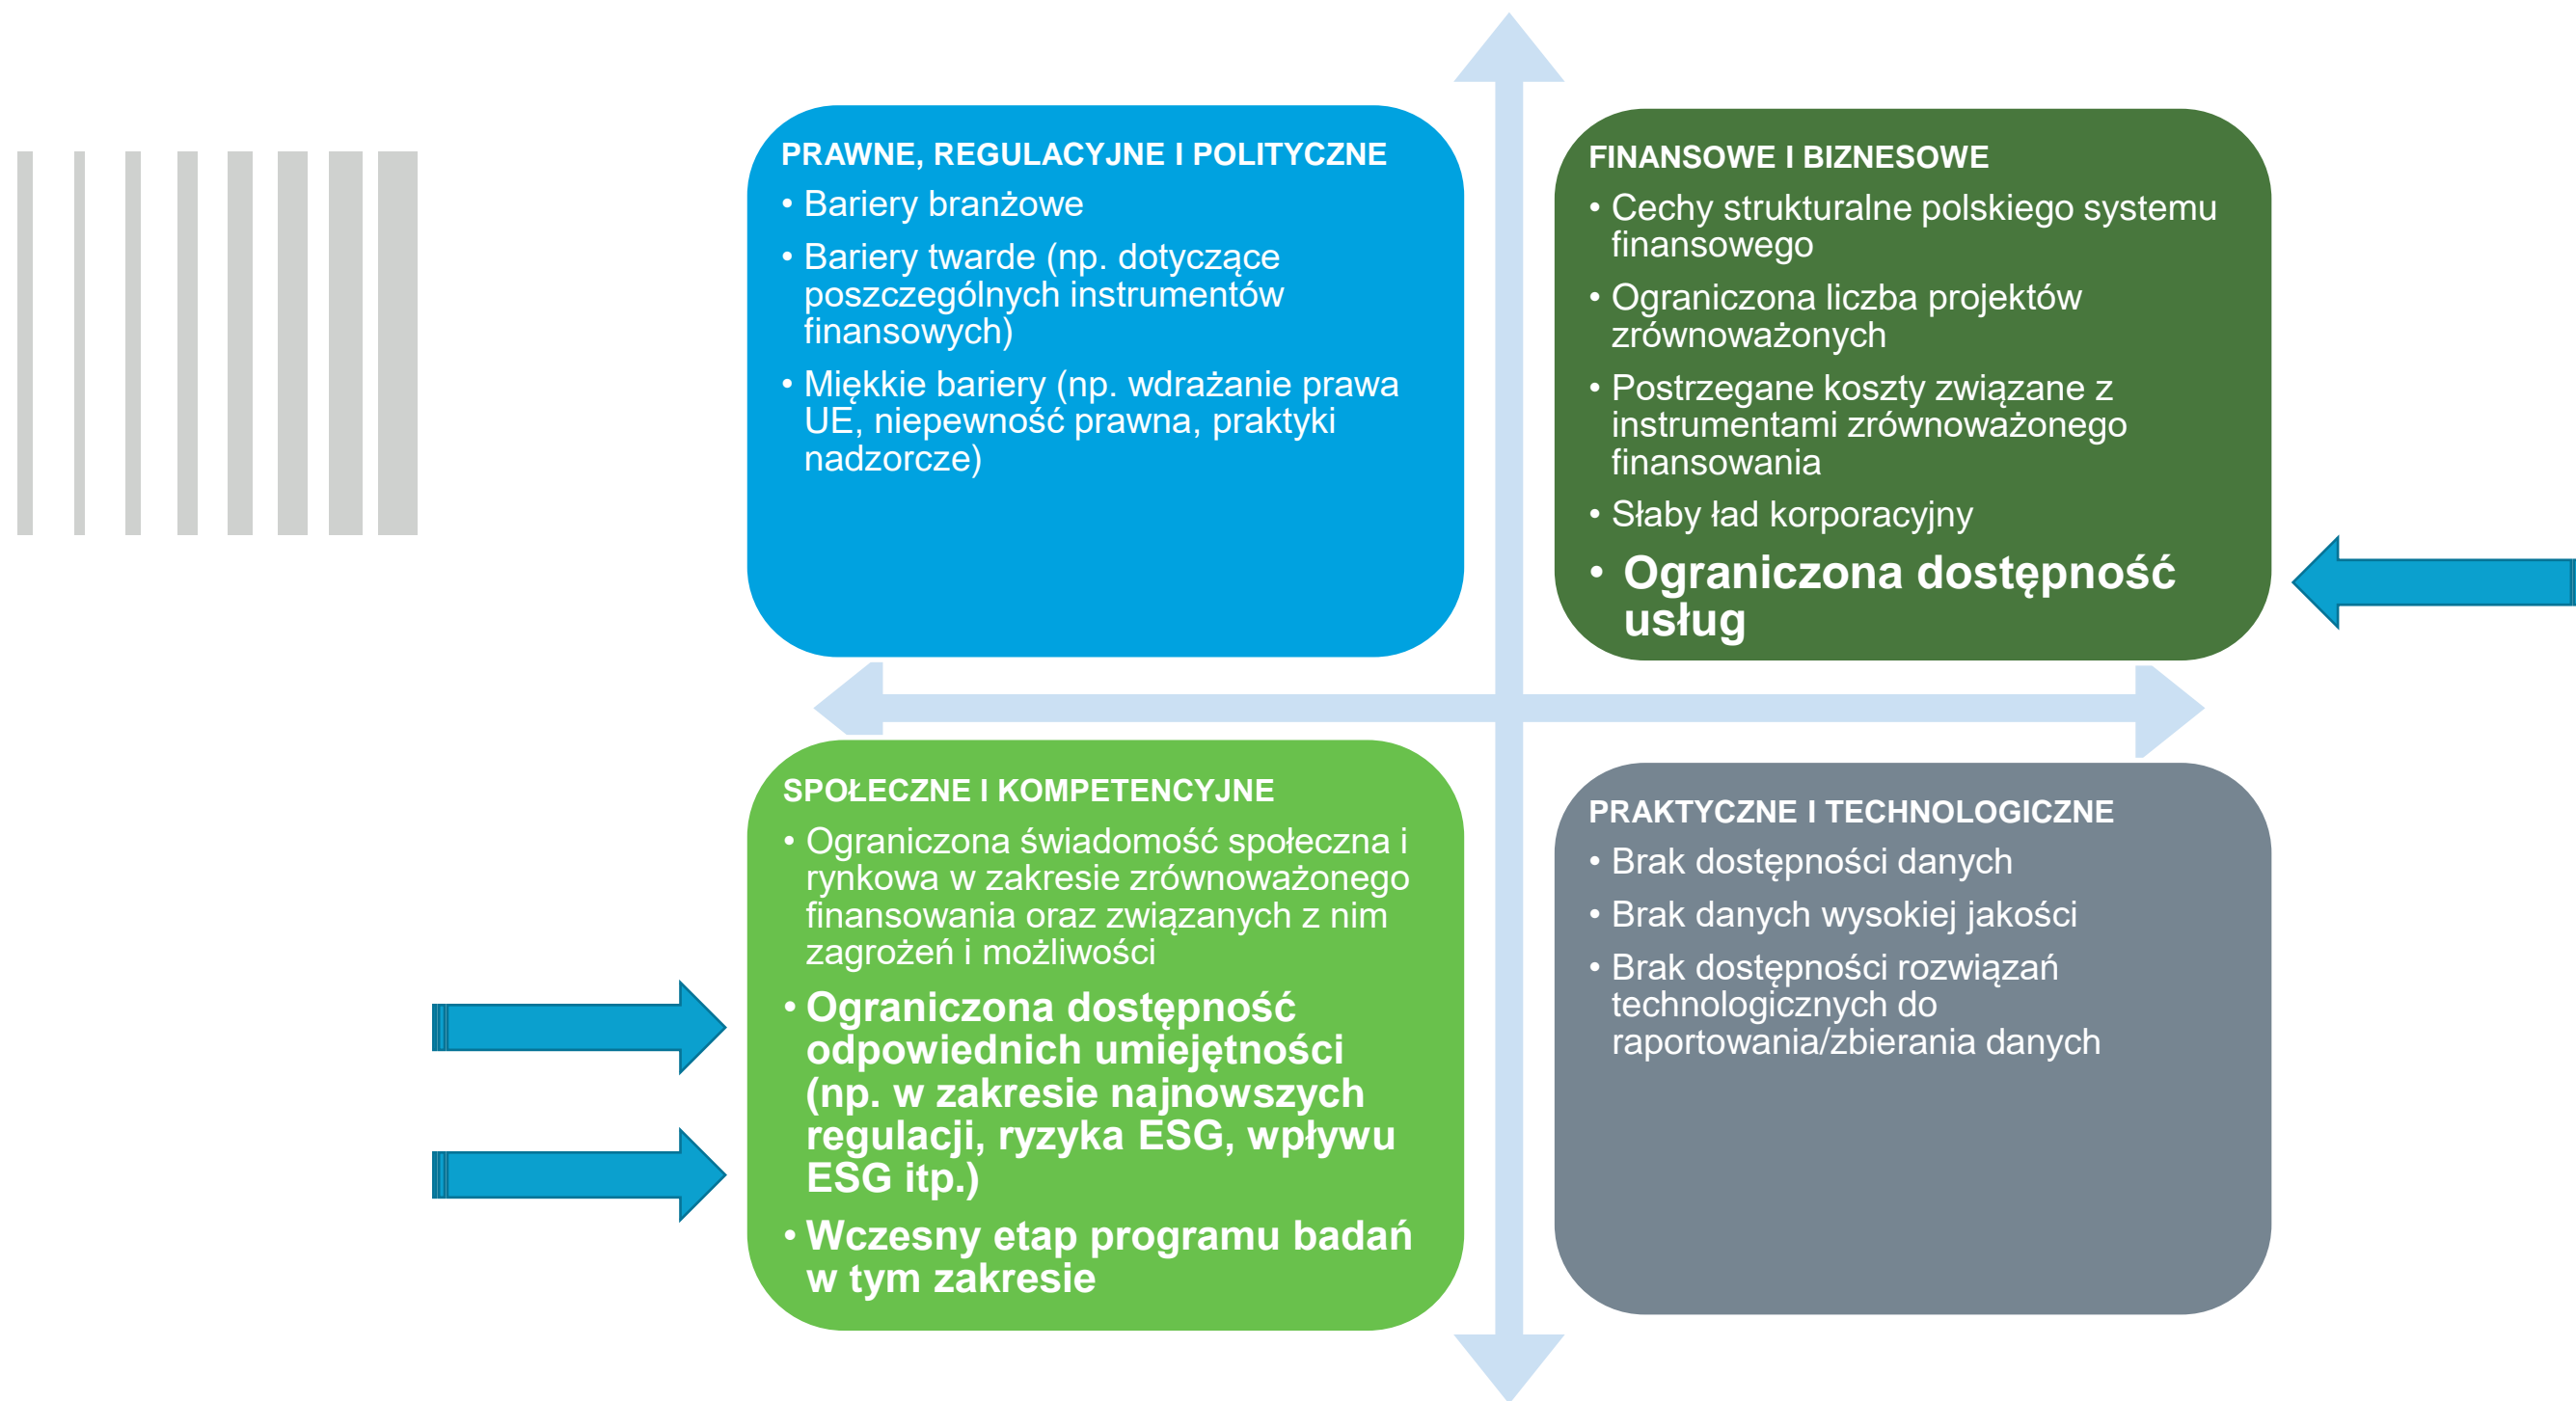 PRAWNE, REGULACYJNE I POLITYCZNE
• Bariery branżowe
• Bariery twarde (np. dotyczące
poszczególnych instrumentów
finansowych)
• Miękkie bariery (np. wdrażanie prawa
UE, niepewność prawna, praktyki
nadzorcze)
FINANSOWE I BIZNESOWE
• Cechy strukturalne polskiego systemu
finansowego
• Ograniczona liczba projektów
zrównoważonych
• Postrzegane koszty związane z
instrumentami zrównoważonego
finansowania
• Słaby ład korporacyjny
• Ograniczona dostępność
usług
SPOŁECZNE I KOMPETENCYJNE
• Ograniczona świadomość społeczna i
rynkowa w zakresie zrównoważonego
finansowania oraz związanych z nim
zagrożeń i możliwości
• Ograniczona dostępność
odpowiednich umiejętności
(np. w zakresie najnowszych
regulacji, ryzyka ESG, wpływu
ESG itp.)
• Wczesny etap programu badań
w tym zakresie
PRAKTYCZNE I TECHNOLOGICZNE
• Brak dostępności danych
• Brak danych wysokiej jakości
• Brak dostępności rozwiązań
technologicznych do
raportowania/zbierania danych